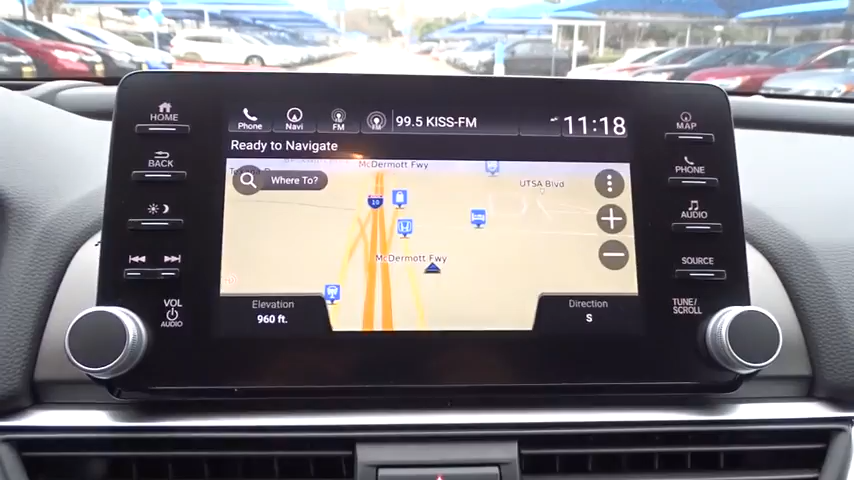 HOME
BACK
VOL
AUDIO
Phone
Navi
FM
FM
99.5 KISS-FM
11:18
Ready to Navigate
McDermott Fwy
Where To?
UTSA Blvd
10
McDermott Fwy
Elevation
960 ft.
Direction
S
MAP
PHONE
AUDIO
SOURCE
TUNE/
SCROLL